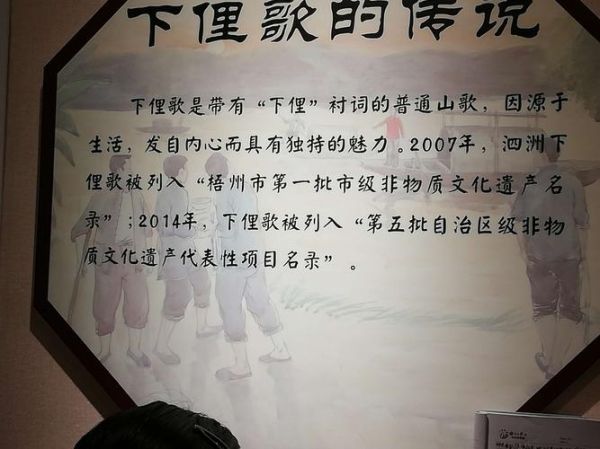 下俚歌的传说
下俚歌是带有“下俚”衬词的普通山歌，因源于
生活，发自内心而具有独特的魅力。2007年，泗洲下
俚歌被列入“梧州市第一批市级非物质文化遗产名
录”;2014年，下俚歌被列入“第五批自治区级非物
质文化遗产代表性项目名录”。